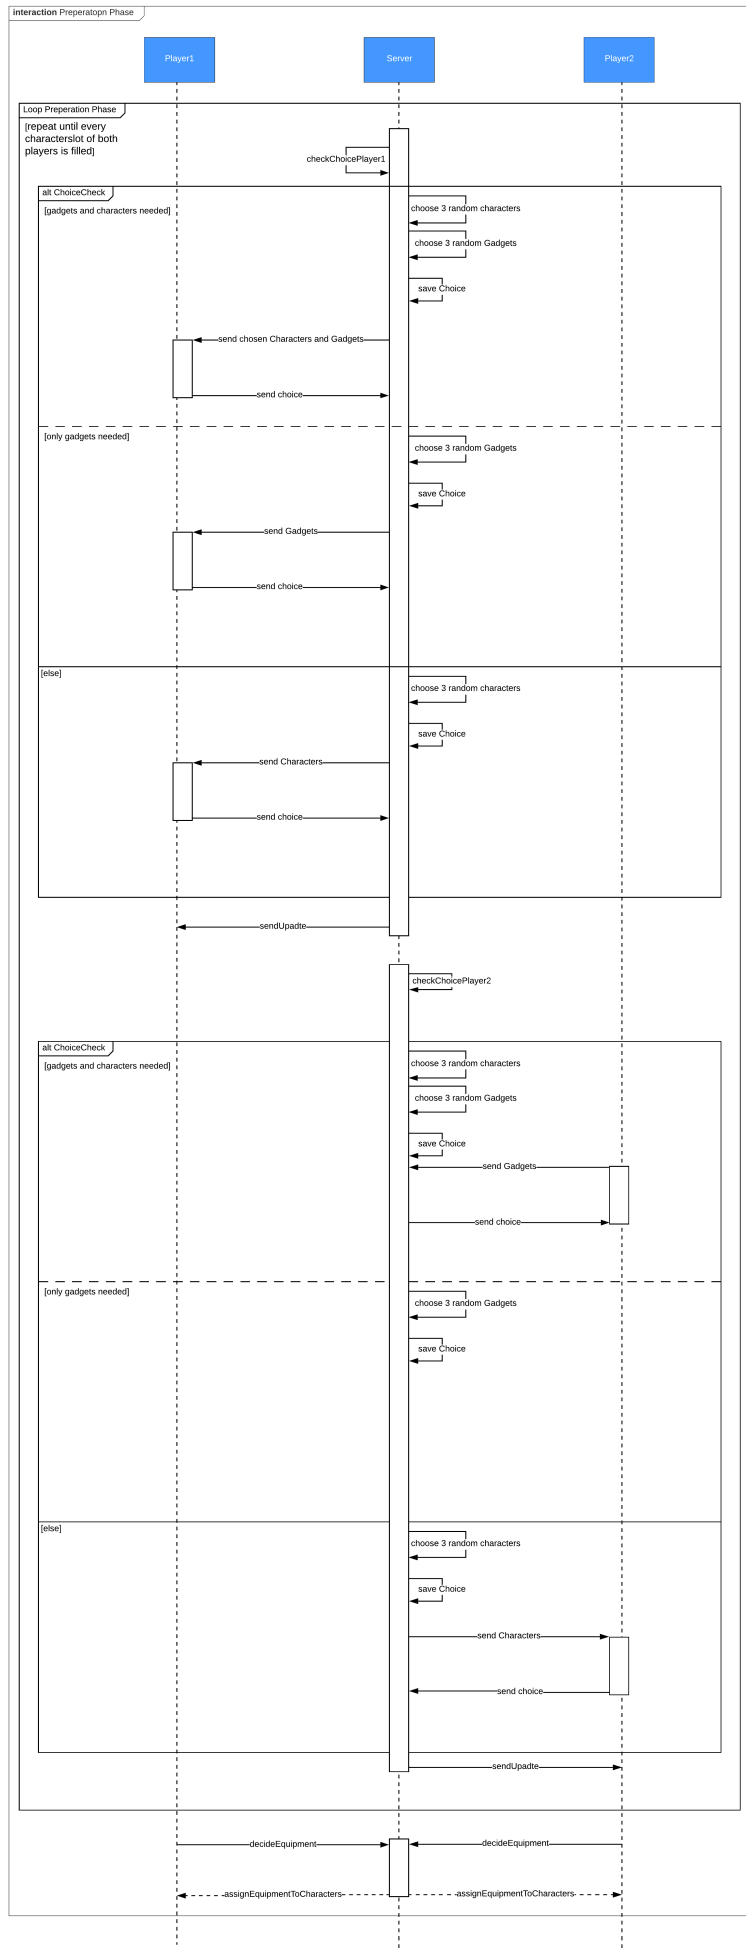 interaction Preperatopn Phase
Player1
Server
Player2
Loop Preperation Phase
[repeat until every
characterslot of both
players is filled]
checkChoicePlayer1
alt ChoiceCheck
[gadgets and characters needed]
choose 3 random characters
choose 3 random Gadgets
save Choice
send chosen Characters and Gadgets
send choice
[only gadgets needed]
choose 3 random Gadgets
save Choice
send Gadgets
send choice
[else]
choose 3 random characters
save Choice
send Characters
send choice
sendUpadte
checkChoicePlayer2
alt ChoiceCheck
[gadgets and characters needed]
choose 3 random characters
choose 3 random Gadgets
save Choice
send Gadgets
send choice
[only gadgets needed]
choose 3 random Gadgets
save Choice
[else]
choose 3 random characters
save Choice
send Characters
send choice
sendUpadte
decideEquipment
decideEquipment
assignEquipmentToCharacters
assignEquipmentToCharacters